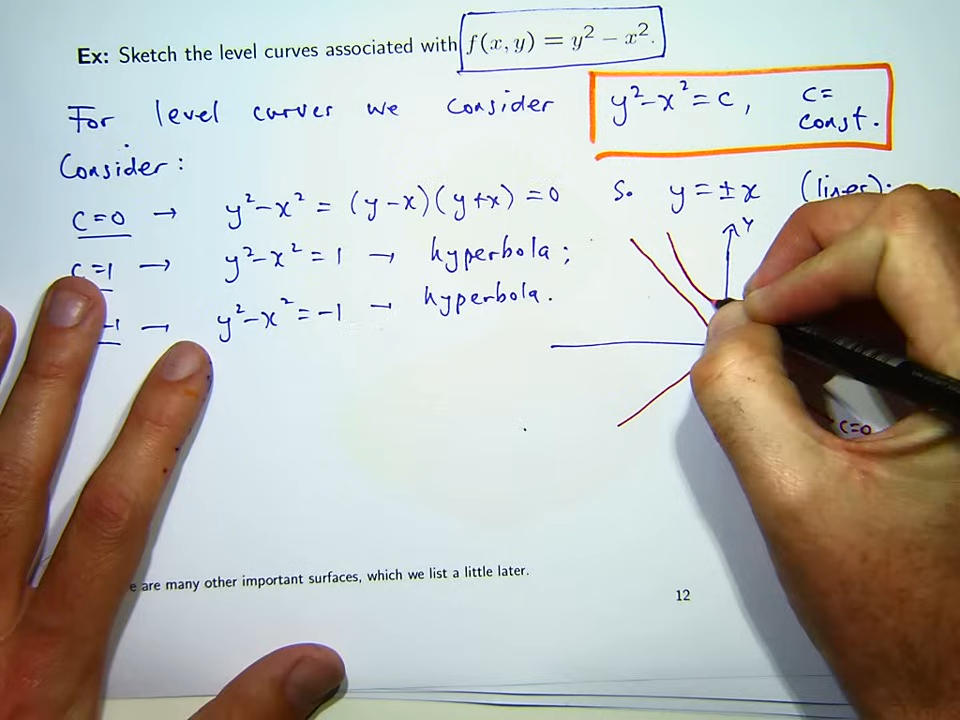 Ex: Sketch the level curves associated with f(x, y) = y² − x².
For level curves we consider y²-x²=c, c= const.
Consider:
c=0 → y²-x² = (y-x)(y+x) = 0 So y = ±x (lines).
c=1 → y²-x² = 1 → hyperbola;
-1 → y²-x² = -1 → hyperbola.
Y
c=0
are many other important surfaces, which we list a little later.
12